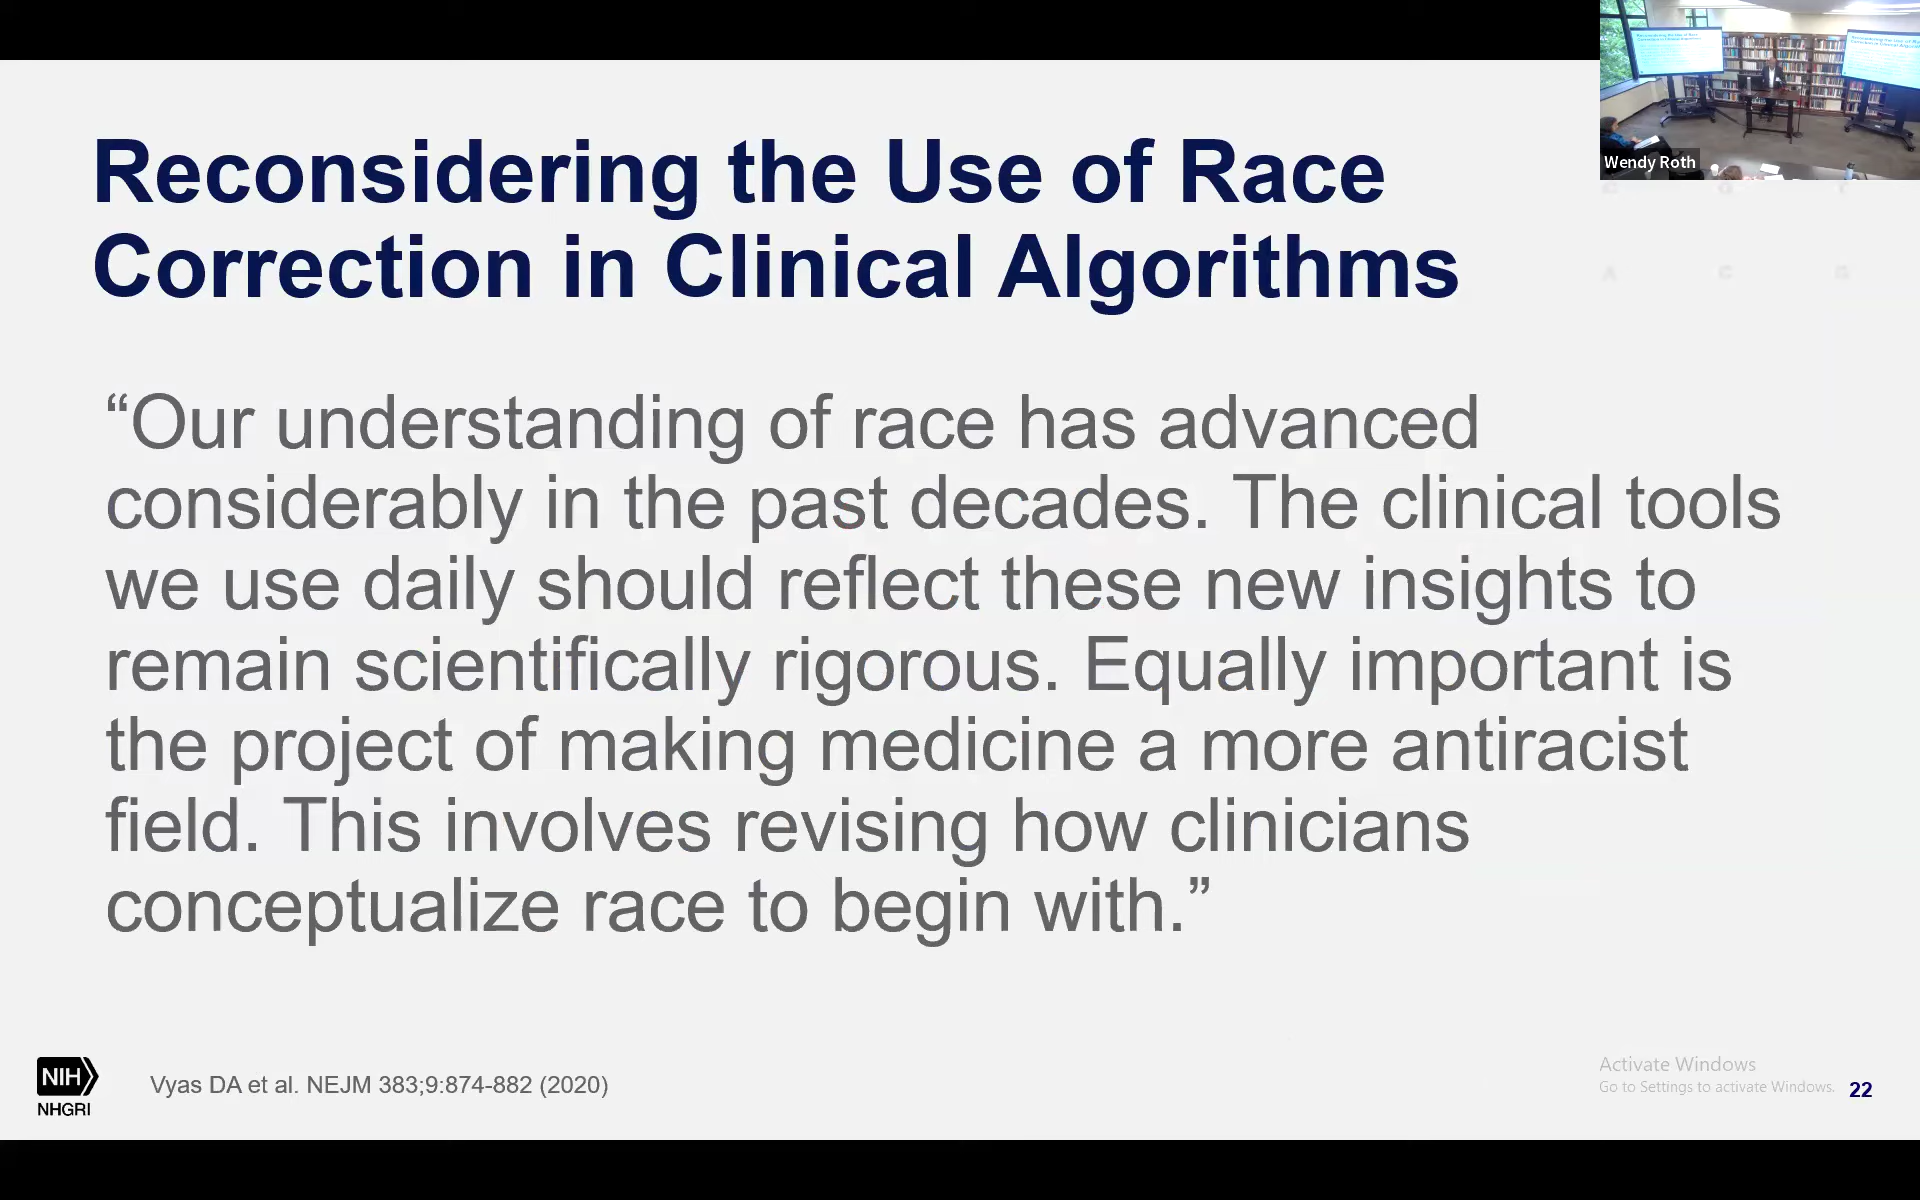 Reconsidering the Use of Race
Correction in Clinical Algorithms
Wendy Roth
“Our understanding of race has advanced
considerably in the past decades. The clinical tools
we use daily should reflect these new insights to
remain scientifically rigorous. Equally important is
the project of making medicine a more antiracist
field. This involves revising how clinicians
conceptualize race to begin with.”
NIH
NHGRI
Vyas DA et al. NEJM 383;9:874-882 (2020)
Activate Windows
Go to Settings to activate Windows.
22